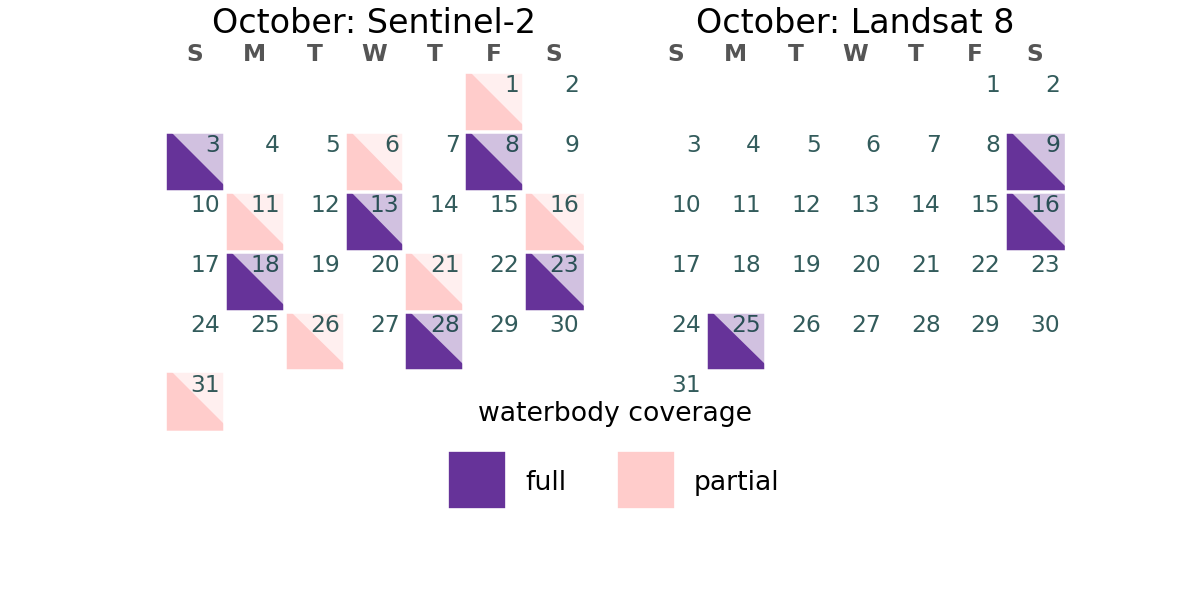 October: Sentinel-2
S M T W T F S
1 2
3 4 5 6 7 8 9
10 11 12 13 14 15 16
17 18 19 20 21 22 23
24 25 26 27 28 29 30
31
October: Landsat 8
S M T W T F S
1 2
3 4 5 6 7 8 9
10 11 12 13 14 15 16
17 18 19 20 21 22 23
24 25 26 27 28 29 30
31
waterbody coverage
full partial